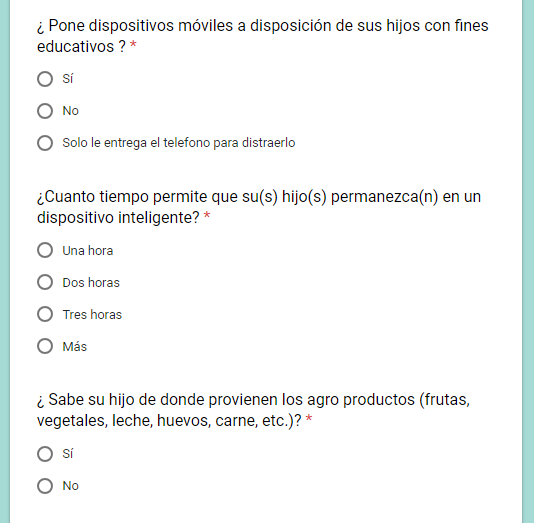 ¿ Pone dispositivos móviles a disposición de sus hijos con fines
educativos ? *
Sí
No
Solo le entrega el telefono para distraerlo
¿Cuanto tiempo permite que su(s) hijo(s) permanezca(n) en un
dispositivo inteligente? *
Una hora
Dos horas
Tres horas
Más
¿ Sabe su hijo de donde provienen los agro productos (frutas,
vegetales, leche, huevos, carne, etc.)? *
Sí
No